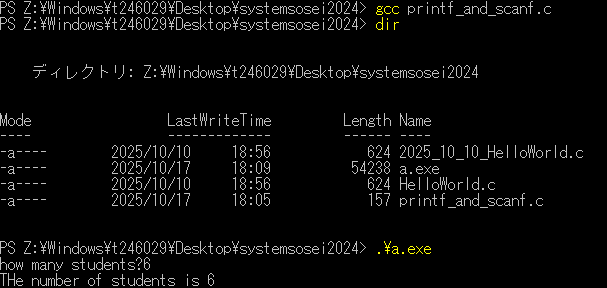 PS Z:¥Windows¥t246029¥Desktop¥systemsosei2024> gcc printf_and_scanf.c
PS Z:¥Windows¥t246029¥Desktop¥systemsosei2024> dir
ディレクトリ: Z:¥Windows¥t246029¥Desktop¥systemsosei2024
Mode LastWriteTime Length Name
---- ------------- ------ ----
-a---- 2025/10/10 18:56 624 2025_10_10_HelloWorld.c
-a---- 2025/10/17 18:09 54238 a.exe
-a---- 2025/10/10 18:56 624 HelloWorld.c
-a---- 2025/10/17 18:05 157 printf_and_scanf.c
PS Z:¥Windows¥t246029¥Desktop¥systemsosei2024> .¥a.exe
how many students?6
THe number of students is 6